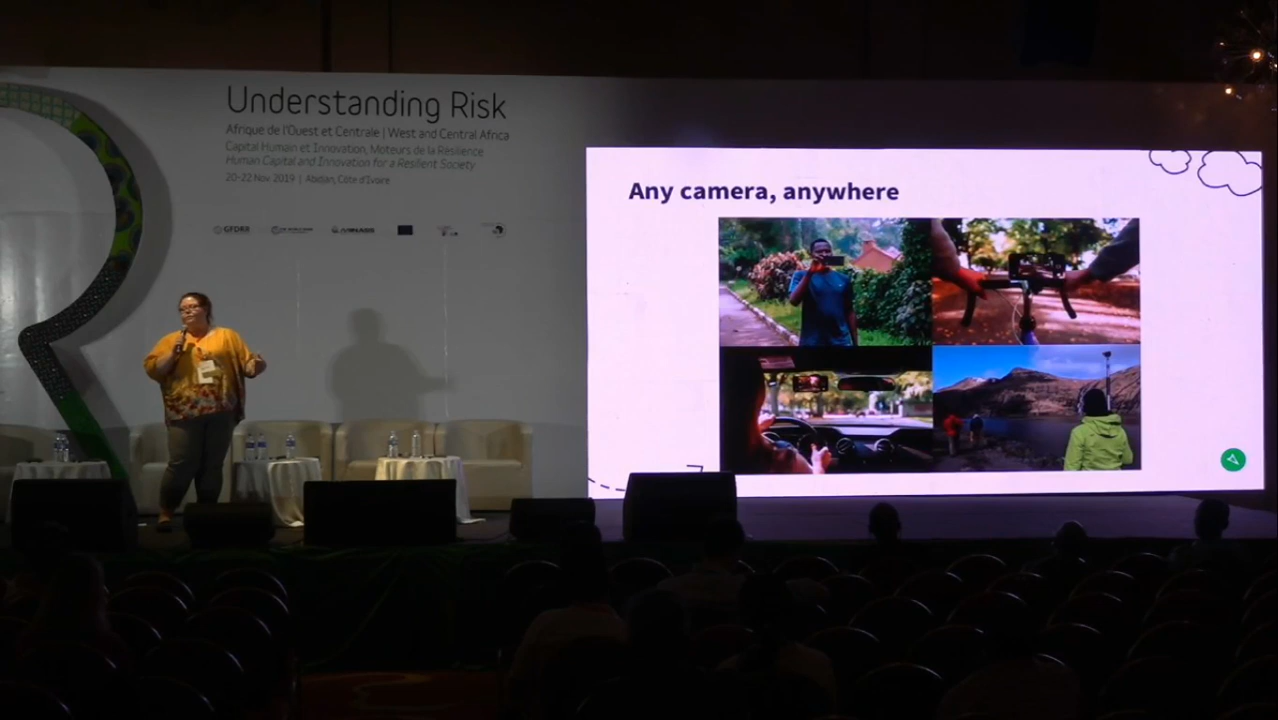 Understanding Risk
Afrique de l'Ouest et Centrale | West and Central Africa
Capital Humain et Innovation, Moteurs de la Résilience
Human Capital and Innovation for a Resilient Society
20-22 Nov 2019 | Abidjan, Côte d'Ivoire
GFDRR
Any camera, anywhere